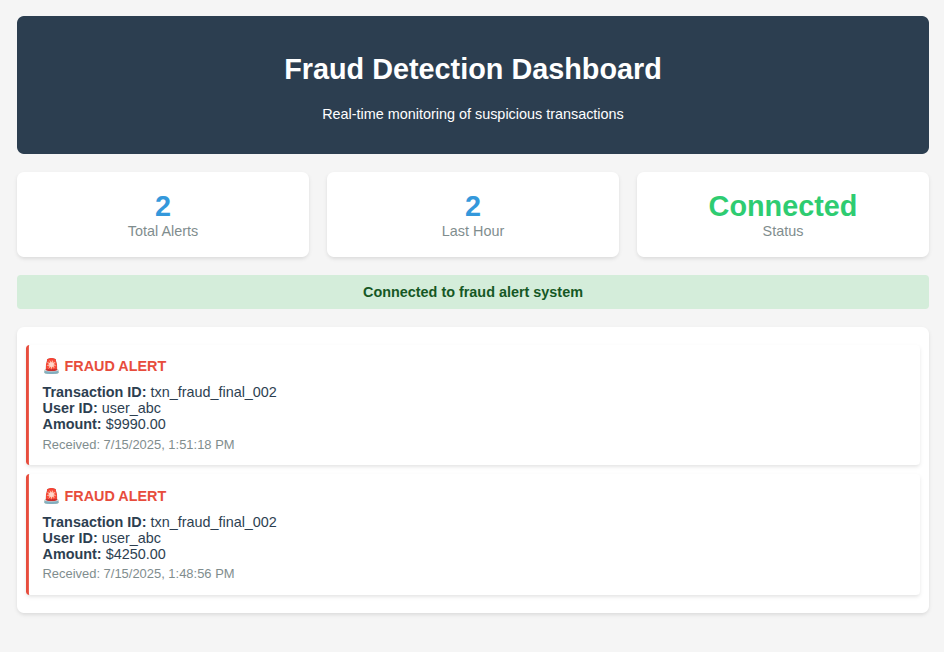 Fraud Detection Dashboard
Real-time monitoring of suspicious transactions
2
Total Alerts
2
Last Hour
Connected
Status
Connected to fraud alert system
🚨 FRAUD ALERT
Transaction ID: txn_fraud_final_002
User ID: user_abc
Amount: $9990.00
Received: 7/15/2025, 1:51:18 PM
🚨 FRAUD ALERT
Transaction ID: txn_fraud_final_002
User ID: user_abc
Amount: $4250.00
Received: 7/15/2025, 1:48:56 PM